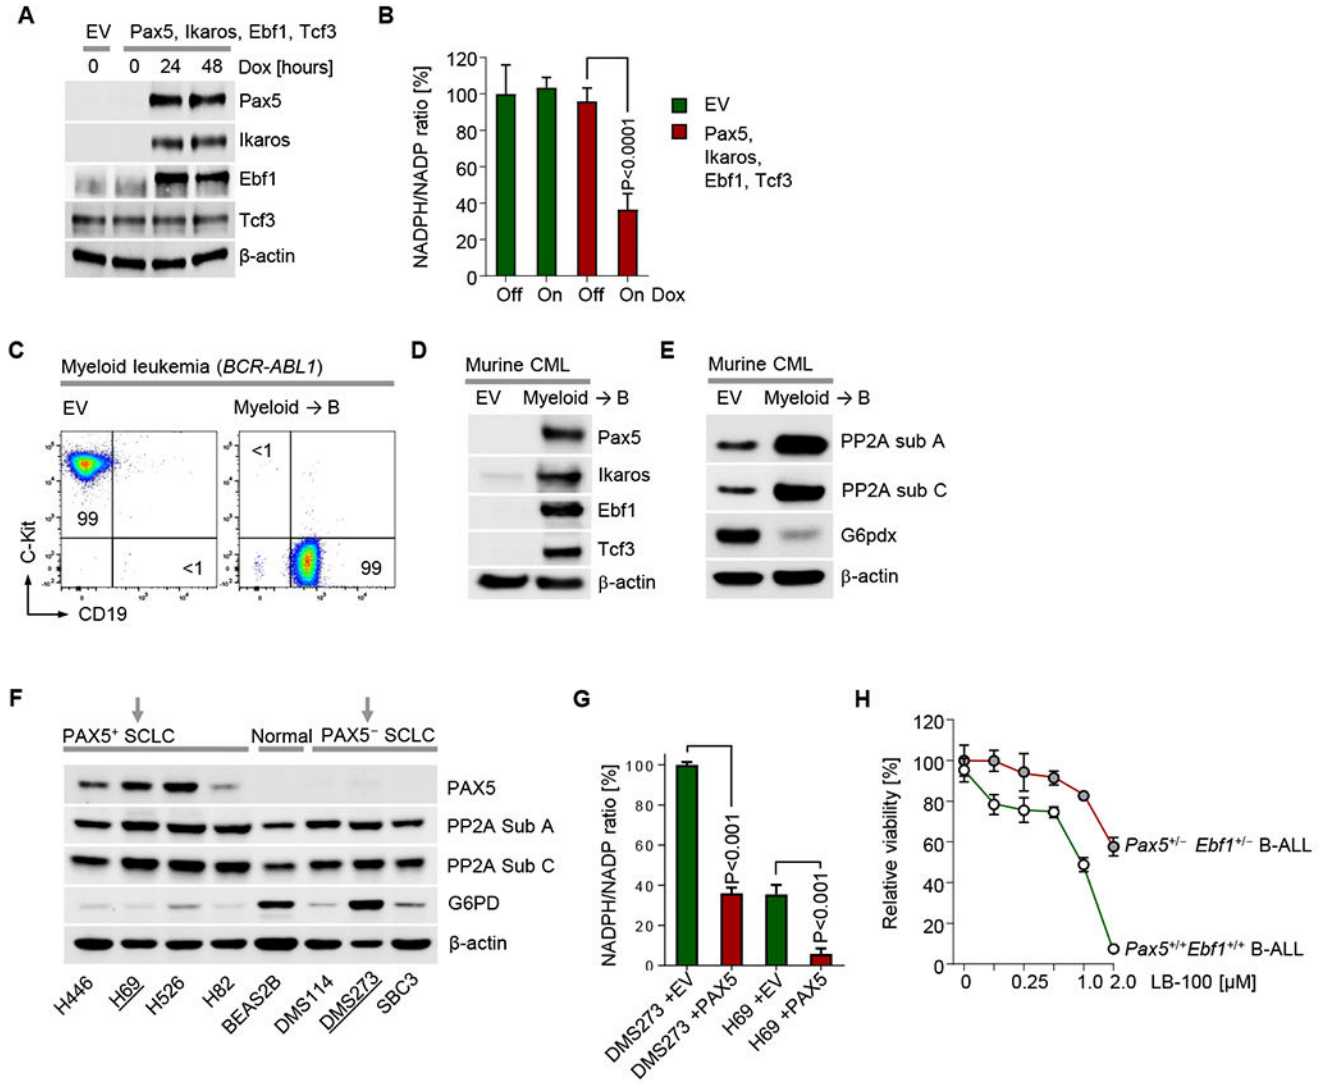 A
EV Pax5, Ikaros, Ebf1, Tcf3
0 0 24 48 Dox [hours]
Pax5
Ikaros
Ebf1
Tcf3
β-actin
B
NADPH/NADP ratio [%]
120
100
80
60
40
20
0
P<0.0001
Off On Off On Dox
EV
Pax5,
Ikaros,
Ebf1, Tcf3
C
Myeloid leukemia (BCR-ABL1)
EV Myeloid → B
99
<1
<1
99
C-Kit
CD19
D
Murine CML
EV Myeloid → B
Pax5
Ikaros
Ebf1
Tcf3
β-actin
E
Murine CML
EV Myeloid → B
PP2A sub A
PP2A sub C
G6pdx
β-actin
F
PAX5⁺ SCLC Normal PAX5⁻ SCLC
PAX5
PP2A Sub A
PP2A Sub C
G6PD
β-actin
H446
H69
H526
H82
BEAS2B
DMS114
DMS273
SBC3
G
NADPH/NADP ratio [%]
100
80
60
40
20
0
P<0.001
P<0.001
DMS273 +EV
DMS273 +PAX5
H69 +EV
H69 +PAX5
H
Relative viability [%]
120
100
80
60
40
20
0
Pax5⁺/⁻ Ebf1⁺/⁻ B-ALL
Pax5⁺/⁺Ebf1⁺/⁺ B-ALL
0 0.25 1.0 2.0 LB-100 [µM]